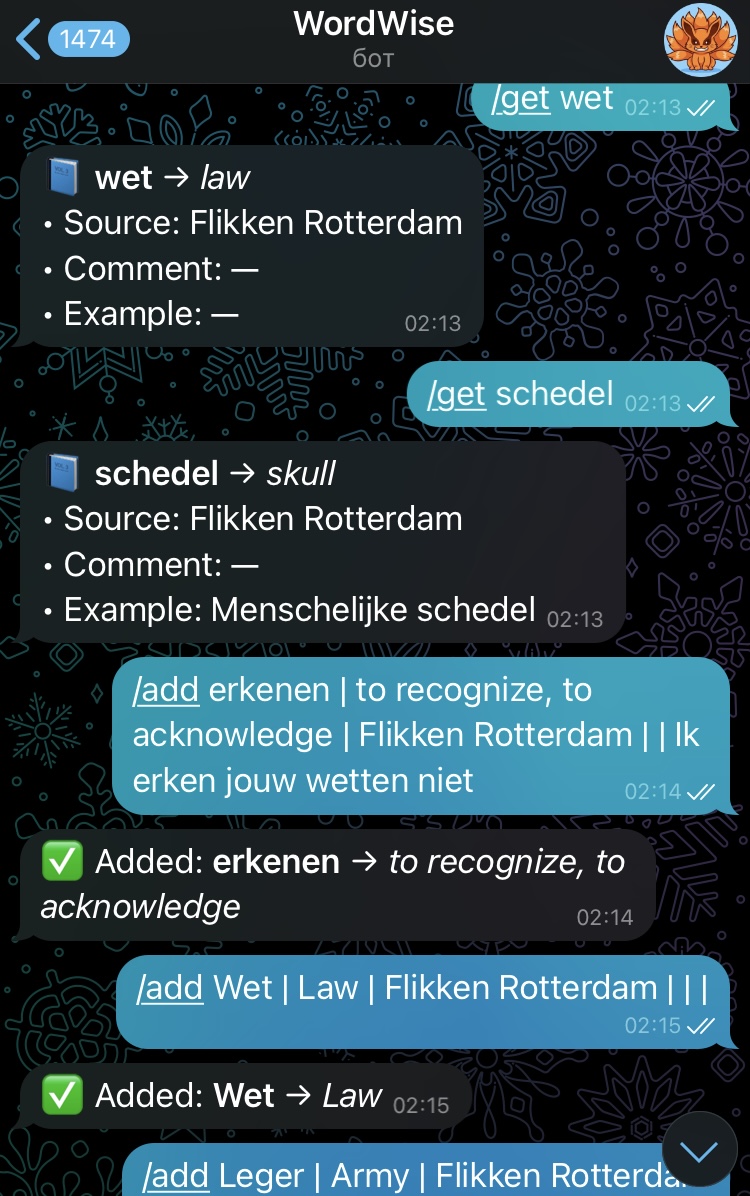 1474
WordWise
бот
/get wet 02:13
📘 wet → law
• Source: Flikken Rotterdam
• Comment: —
• Example: — 02:13
/get schedel 02:13
📘 schedel → skull
• Source: Flikken Rotterdam
• Comment: —
• Example: Menschelijke schedel 02:13
/add erkenen | to recognize, to
acknowledge | Flikken Rotterdam | | Ik
erken jouw wetten niet 02:14
✅ Added: erkenen → to recognize, to
acknowledge 02:14
/add Wet | Law | Flikken Rotterdam | | |
02:15
✅ Added: Wet → Law 02:15
/add Leger | Army | Flikken